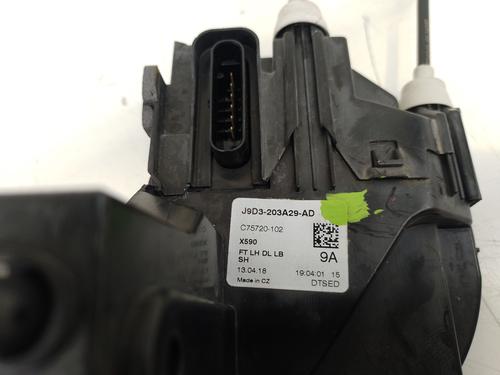 J9D3-203A29-AD
C75720-102
X590
9A
FT LH DL LB
SH
13.04.18 19:04:01 15
Made in CZ DTSED